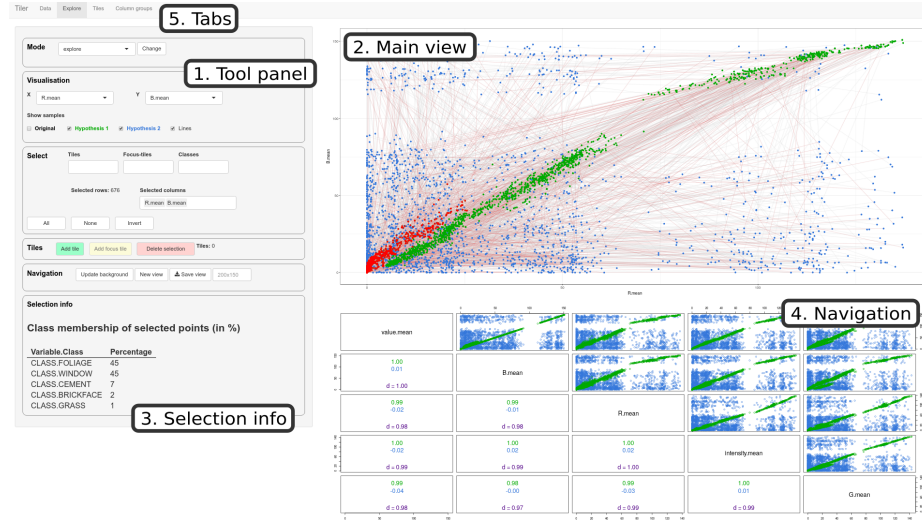 Tiler Data Explore Tiles Column groups
5. Tabs
Mode explore Change
1. Tool panel
Visualisation
X R.mean Y B.mean
Show samples
Original Hypothesis 1 Hypothesis 2 Lines
Select Tiles Focus-tiles Classes
Selected rows: 676 Selected columns
R.mean B.mean
All None Invert
Tiles Add tile Add focus tile Delete selection Tiles: 0
Navigation Update background New view Save view 200x150
Selection info
Class membership of selected points (in %)
Variable.Class Percentage
CLASS.FOLIAGE 45
CLASS.WINDOW 45
CLASS.CEMENT 7
CLASS.BRICKFACE 2
CLASS.GRASS 1
3. Selection info
2. Main view
B.mean
R.mean
4. Navigation
value.mean
1.00
0.01
d = 1.00
B.mean
0.99
-0.02
d = 0.98
0.99
-0.01
d = 0.98
R.mean
1.00
-0.02
d = 0.99
1.00
0.02
d = 0.99
1.00
0.02
d = 1.00
intensity.mean
0.99
-0.04
d = 0.98
0.98
-0.00
d = 0.97
0.99
-0.03
d = 0.99
1.00
0.01
d = 0.99
G.mean